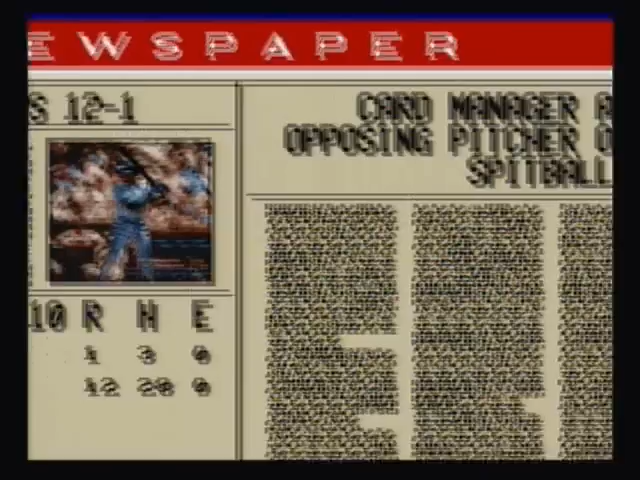 EWSPAPER
S 12-1
CARD MANAGER A
OPPOSING PITCHER O
SPITBALL
10 R H E
1 3 0
12 20 0